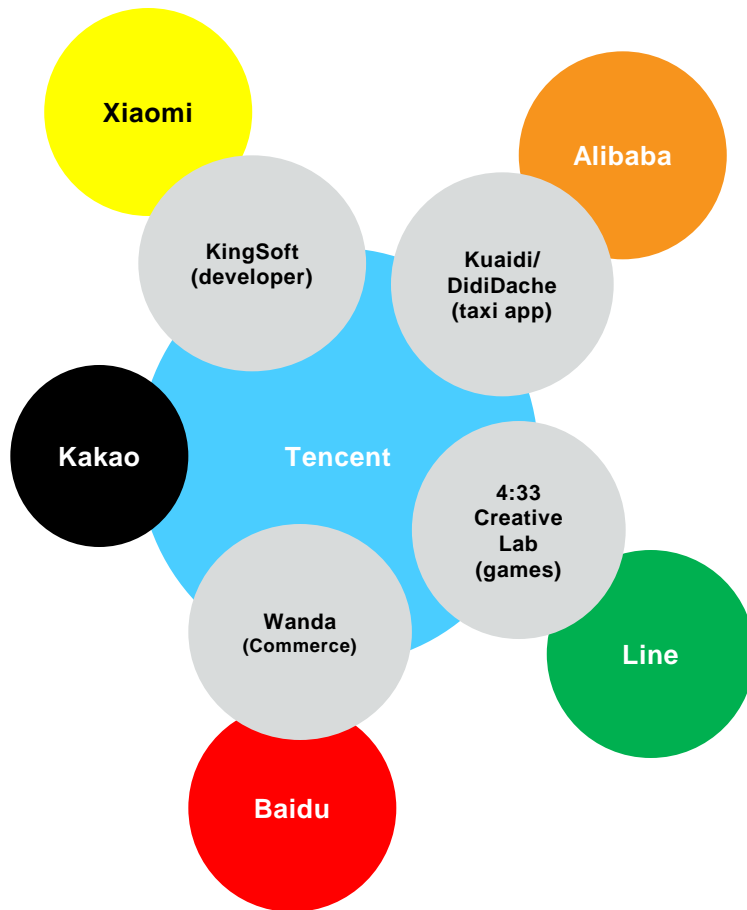 Xiaomi
Alibaba
KingSoft
(developer)
Kuaidi/
DidiDache
(taxi app)
Kakao
Tencent
4:33
Creative
Lab
(games)
Wanda
(Commerce)
Line
Baidu